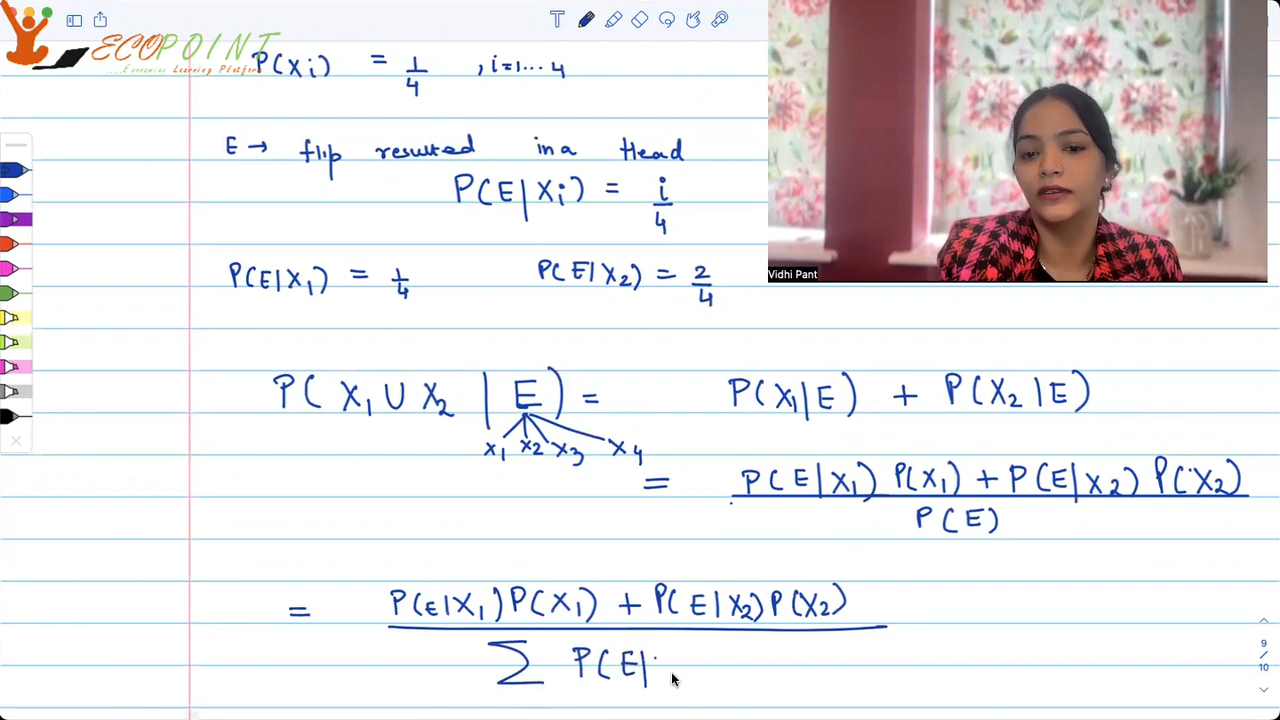 ECOPOINT
....Economics Learning Platform
P(Xi) = 1/4 , i=1...4
E → flip resulted in a Head
P(E|Xi) = i/4
P(E|X1) = 1/4 P(E|X2) = 2/4
P( X1 ∪ X2 | E ) = P(X1|E) + P(X2|E)
X1 X2 X3 X4
= P(E|X1) P(X1) + P(E|X2) P(X2)
P(E)
= P(E|X1)P(X1) + P(E|X2)P(X2)
∑ P(E|
Vidhi Pant
9
/
10